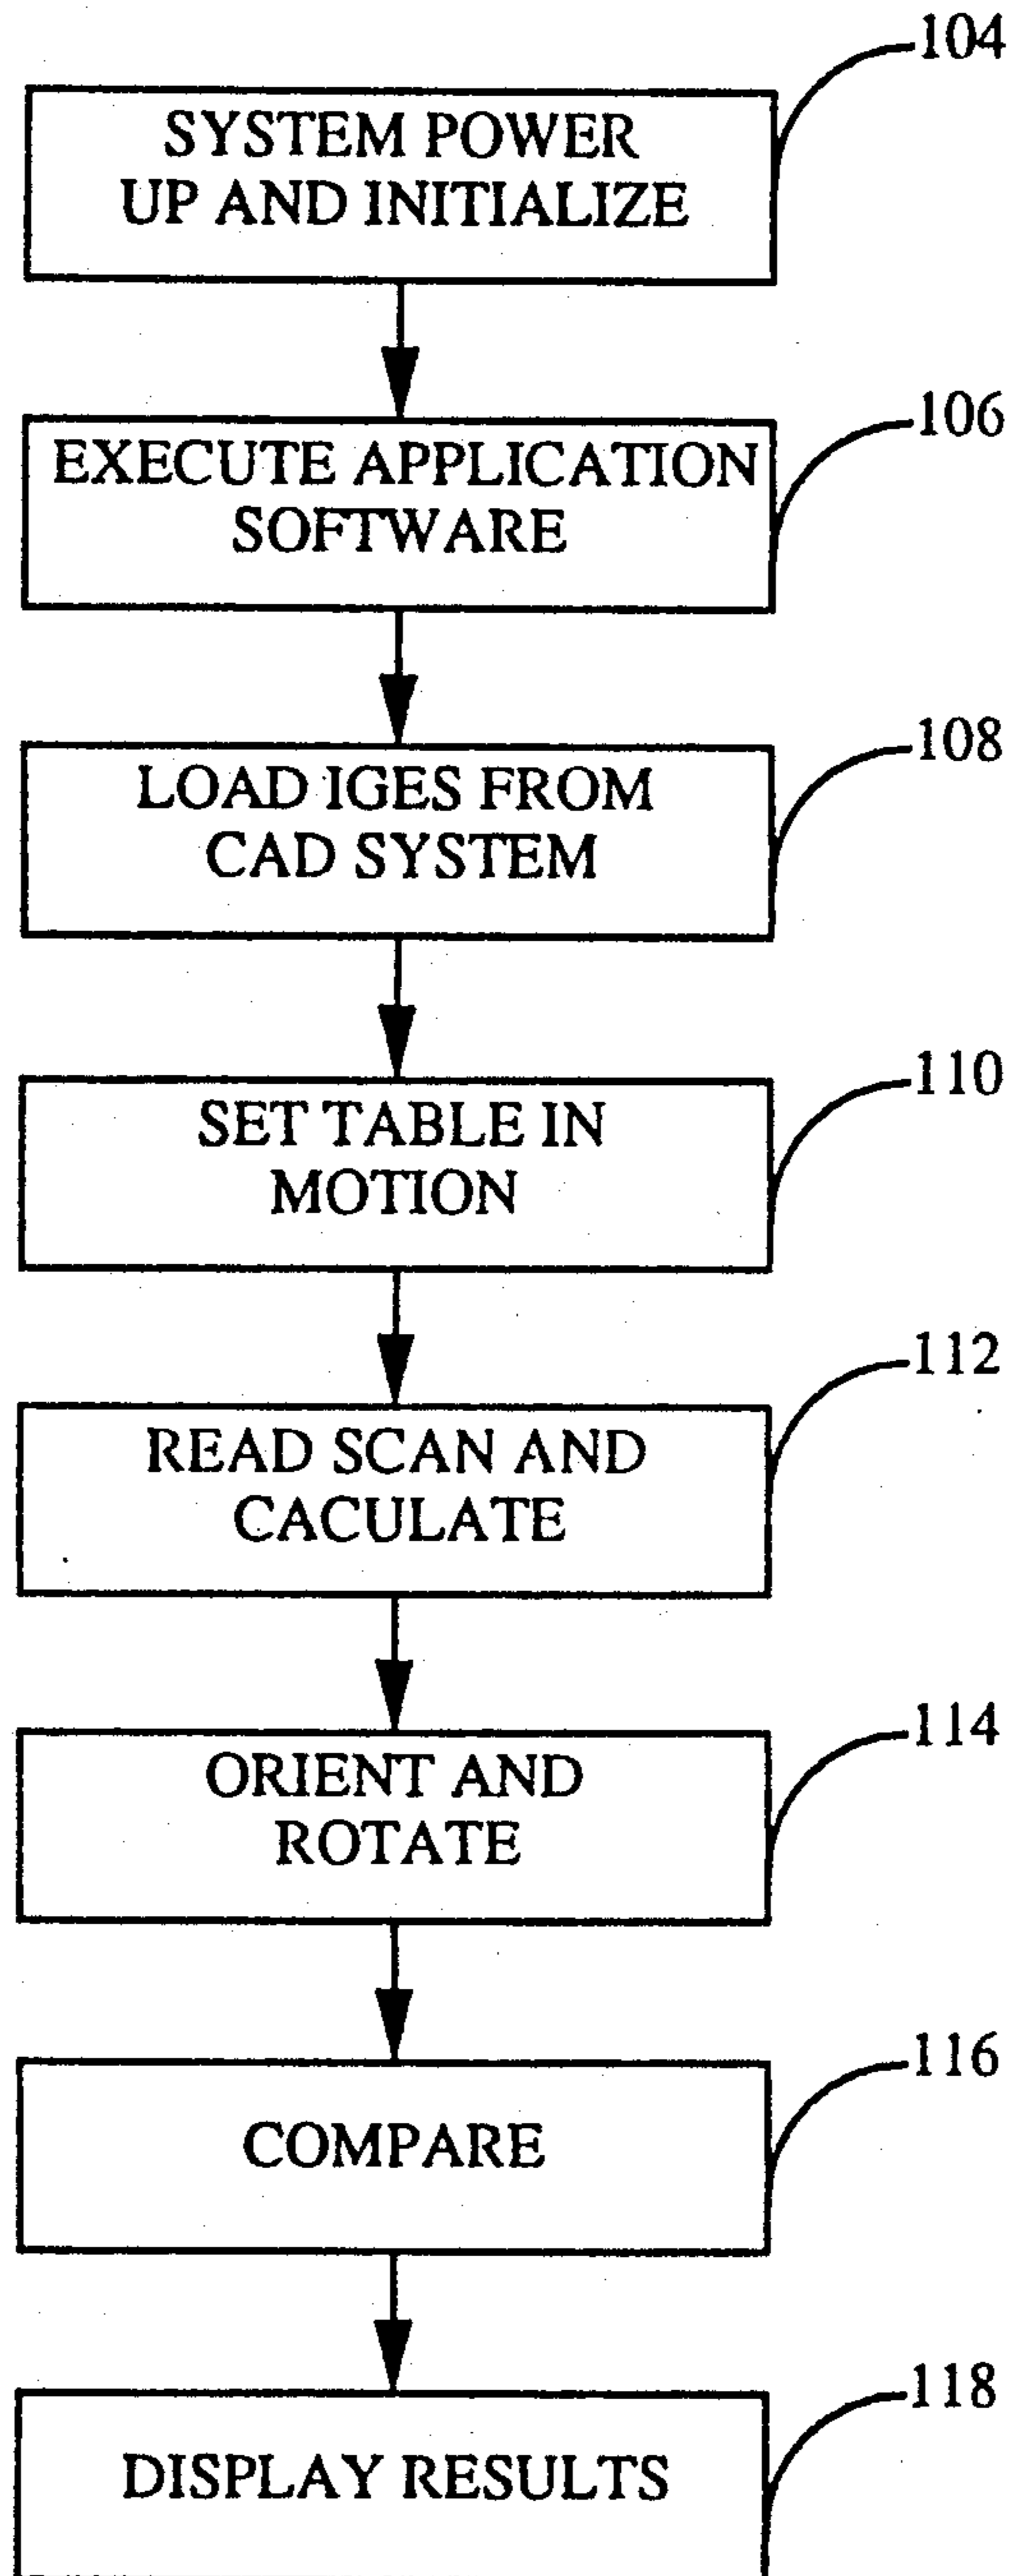 104
SYSTEM POWER
UP AND INITIALIZE
106
EXECUTE APPLICATION
SOFTWARE
108
LOAD IGES FROM
CAD SYSTEM
110
SET TABLE IN
MOTION
112
READ SCAN AND
CACULATE
114
ORIENT AND
ROTATE
116
COMPARE
118
DISPLAY RESULTS